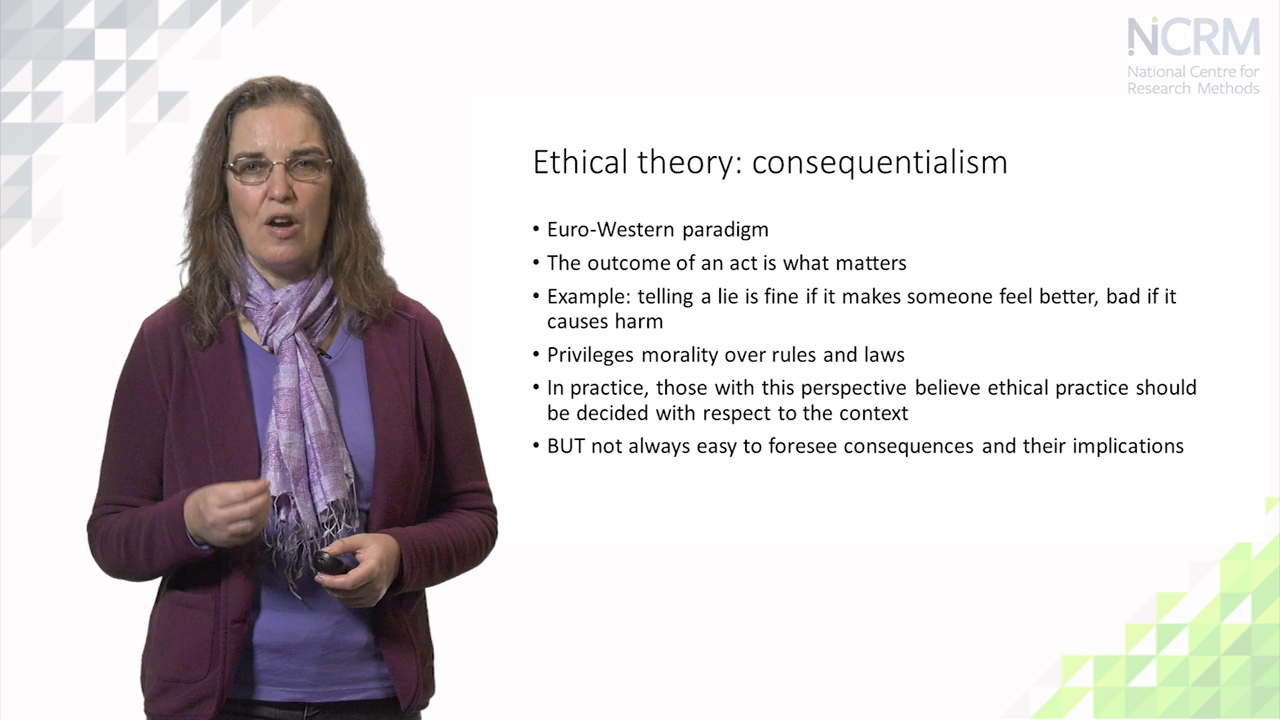 NCRM
National Centre for
Research Methods
Ethical theory: consequentialism
• Euro-Western paradigm
• The outcome of an act is what matters
• Example: telling a lie is fine if it makes someone feel better, bad if it
causes harm
• Privileges morality over rules and laws
• In practice, those with this perspective believe ethical practice should
be decided with respect to the context
• BUT not always easy to foresee consequences and their implications